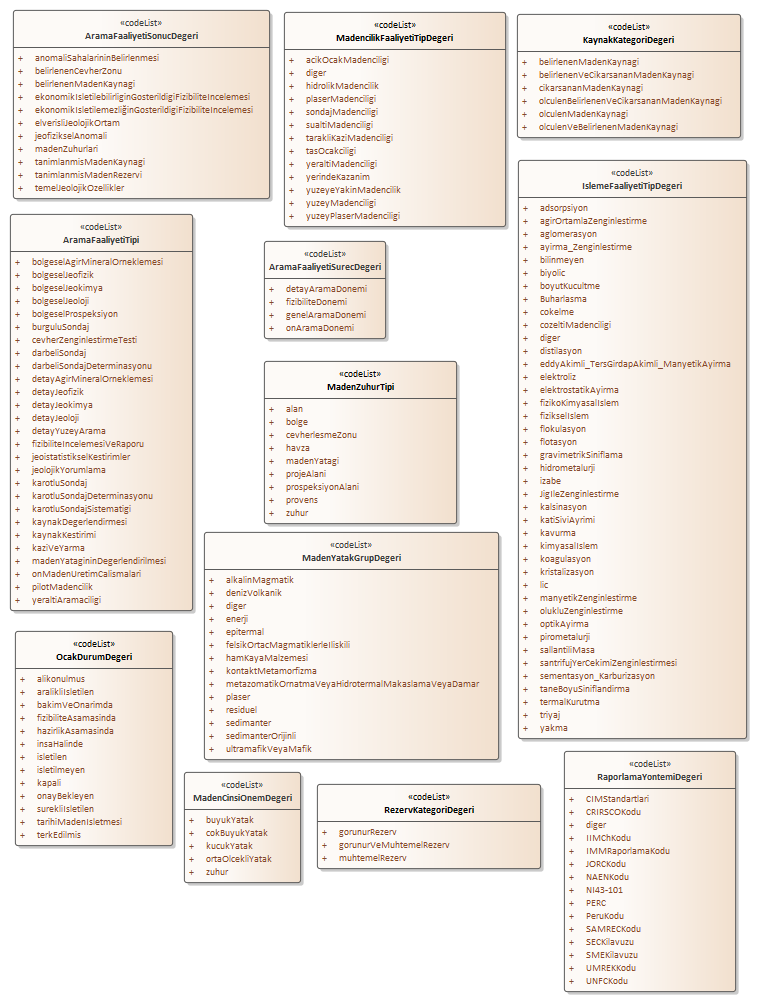 «codeList»
AramaFaaliyetiSonucDegeri
+ anomaliSahalarininBelirlenmesi
+ belirlenenCevherZonu
+ belirlenenMadenKaynagi
+ ekonomikIsletilebilirliginGosterildigiFizibiliteIncelemesi
+ ekonomikIsletilemezliğinGosterildigiFizibiliteIncelemesi
+ elverisliJeolojikOrtam
+ jeofizikselAnomali
+ madenZuhurlari
+ tanimlanmisMadenKaynagi
+ tanimlanmisMadenRezervi
+ temelJeolojikOzellikler
«codeList»
MadencilikFaaliyetiTipDegeri
+ acikOcakMadenciligi
+ diger
+ hidrolikMadencilik
+ plaserMadenciligi
+ sondajMadenciligi
+ sualtiMadenciligi
+ tarakliKaziMadenciligi
+ tasOcakciligi
+ yeraltiMadenciligi
+ yerindeKazanim
+ yuzeyeYakinMadencilik
+ yuzeyMadenciligi
+ yuzeyPlaserMadenciligi
«codeList»
KaynakKategoriDegeri
+ belirlenenMadenKaynagi
+ belirlenenVeCikarsananMadenKaynagi
+ cikarsananMadenKaynagi
+ olculenBelirlenenVeCikarsananMadenKaynagi
+ olculenMadenKaynagi
+ olculenVeBelirlenenMadenKaynagi
«codeList»
AramaFaaliyetiTipi
+ bolgeselAgirMineralOrneklemesi
+ bolgeselJeofizik
+ bolgeselJeokimya
+ bolgeselJeoloji
+ bolgeselProspeksiyon
+ burguluSondaj
+ cevherZenginlestirmeTesti
+ darbeliSondaj
+ darbeliSondajDeterminasyonu
+ detayAgirMineralOrneklemesi
+ detayJeofizik
+ detayJeokimya
+ detayJeoloji
+ detayYuzeyArama
+ fizibiliteIncelemesiVeRaporu
+ jeoistatistikselKestirimler
+ jeolojikYorumlama
+ karotluSondaj
+ karotluSondajDeterminasyonu
+ karotluSondajSistematigi
+ kaynakDegerlendirmesi
+ kaynakKestirimi
+ kaziVeYarma
+ madenYatagininDegerlendirilmesi
+ onMadenUretimCalismalari
+ pilotMadencilik
+ yeraltiAramaciligi
«codeList»
AramaFaaliyetiSurecDegeri
+ detayAramaDonemi
+ fizibiliteDonemi
+ genelAramaDonemi
+ onAramaDonemi
«codeList»
MadenZuhurTipi
+ alan
+ bolge
+ cevherlesmeZonu
+ havza
+ madenYatagi
+ projeAlani
+ prospeksiyonAlani
+ provens
+ zuhur
«codeList»
IslemeFaaliyetiTipDegeri
+ adsorpsiyon
+ agirOrtamlaZenginlestirme
+ aglomerasyon
+ ayirma_Zenginlestirme
+ bilinmeyen
+ biyolic
+ boyutKucultme
+ Buharlasma
+ cokelme
+ cozeltiMadenciligi
+ diger
+ distilasyon
+ eddyAkimli_TersGirdapAkimli_ManyetikAyirma
+ elektroliz
+ elektrostatikAyirma
+ fizikoKimyasalIslem
+ fizikselIslem
+ flokulasyon
+ flotasyon
+ gravimetrikSiniflama
+ hidrometalurji
+ izabe
+ JigIleZenginlestirme
+ kalsinasyon
+ katiSiviAyrimi
+ kavurma
+ kimyasalIslem
+ koagulasyon
+ kristalizasyon
+ lic
+ manyetikZenginlestirme
+ olukluZenginlestirme
+ optikAyirma
+ pirometalurji
+ sallantiliMasa
+ santrifujYerCekimiZenginlestirmesi
+ sementasyon_Karburizasyon
+ taneBoyuSiniflandirma
+ termalKurutma
+ triyaj
+ yakma
«codeList»
MadenYatakGrupDegeri
+ alkalinMagmatik
+ denizVolkanik
+ diger
+ enerji
+ epitermal
+ felsikOrtacMagmatiklerleIliskili
+ hamKayaMalzemesi
+ kontaktMetamorfizma
+ metazomatikOrnatmaVeyaHidrotermalMakaslamaVeyaDamar
+ plaser
+ residuel
+ sedimanter
+ sedimanterOrijinli
+ ultramafikVeyaMafik
«codeList»
OcakDurumDegeri
+ alikonulmus
+ aralikliIsletilen
+ bakimVeOnarimda
+ fizibiliteAsamasinda
+ hazirlikAsamasinda
+ insaHalinde
+ isletilen
+ isletilmeyen
+ kapali
+ onayBekleyen
+ surekliIsletilen
+ tarihiMadenIsletmesi
+ terkEdilmis
«codeList»
MadenCinsiOnemDegeri
+ buyukYatak
+ cokBuyukYatak
+ kucukYatak
+ ortaOlcekliYatak
+ zuhur
«codeList»
RezervKategoriDegeri
+ gorunurRezerv
+ gorunurVeMuhtemelRezerv
+ muhtemelRezerv
«codeList»
RaporlamaYontemiDegeri
+ CIMStandartlari
+ CRIRSCOKodu
+ diger
+ IIMChKodu
+ IMMRaporlamaKodu
+ JORCKodu
+ NAENKodu
+ NI43-101
+ PERC
+ PeruKodu
+ SAMRECKodu
+ SECKilavuzu
+ SMEKilavuzu
+ UMREKKodu
+ UNFCKodu